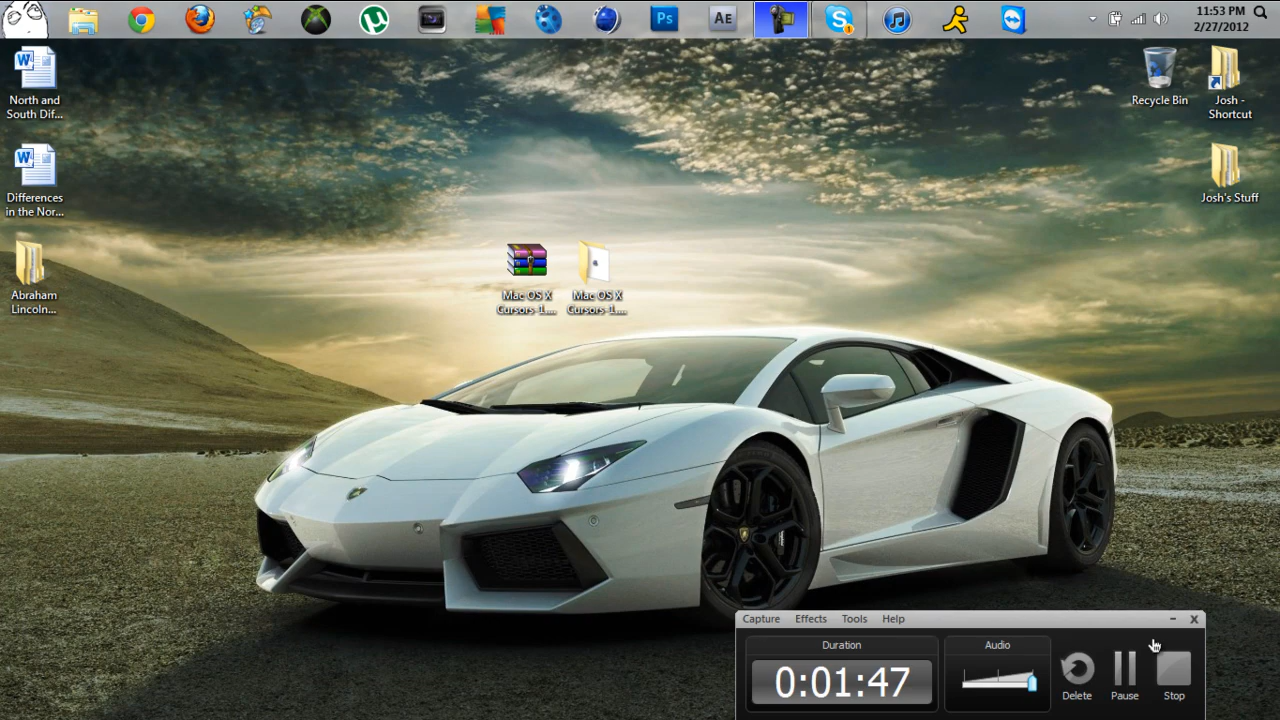 Ps
AE
11:53 PM
2/27/2012
North and
South Dif...
Differences
in the Nor...
Abraham
Lincoln...
Mac OS X
Cursors-1....
Mac OS X
Cursors-1....
Recycle Bin
Josh -
Shortcut
Josh's Stuff
Capture Effects Tools Help
Duration
0:01:47
Audio
Delete
Pause
Stop